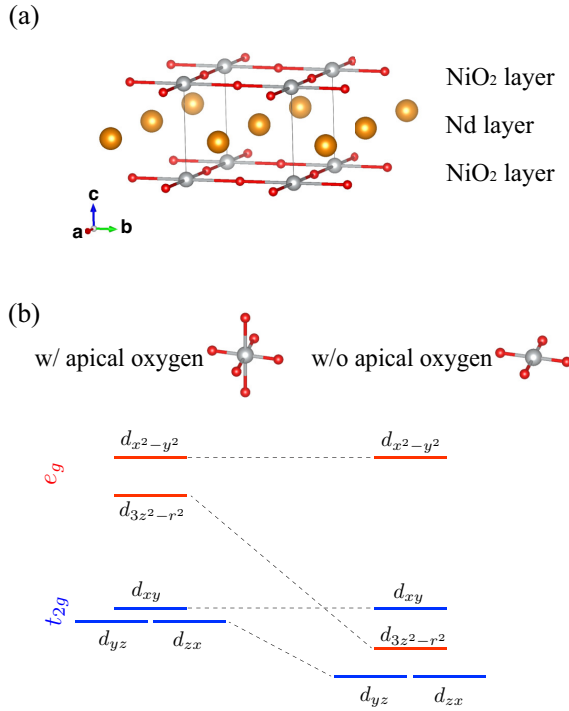 (a)
NiO₂ layer
Nd layer
NiO₂ layer
c
a
b
(b)
w/ apical oxygen
w/o apical oxygen
e_g
d_{x²−y²}
d_{x²−y²}
d_{3z²−r²}
t_{2g}
d_{xy}
d_{xy}
d_{3z²−r²}
d_{yz} d_{zx}
d_{yz} d_{zx}